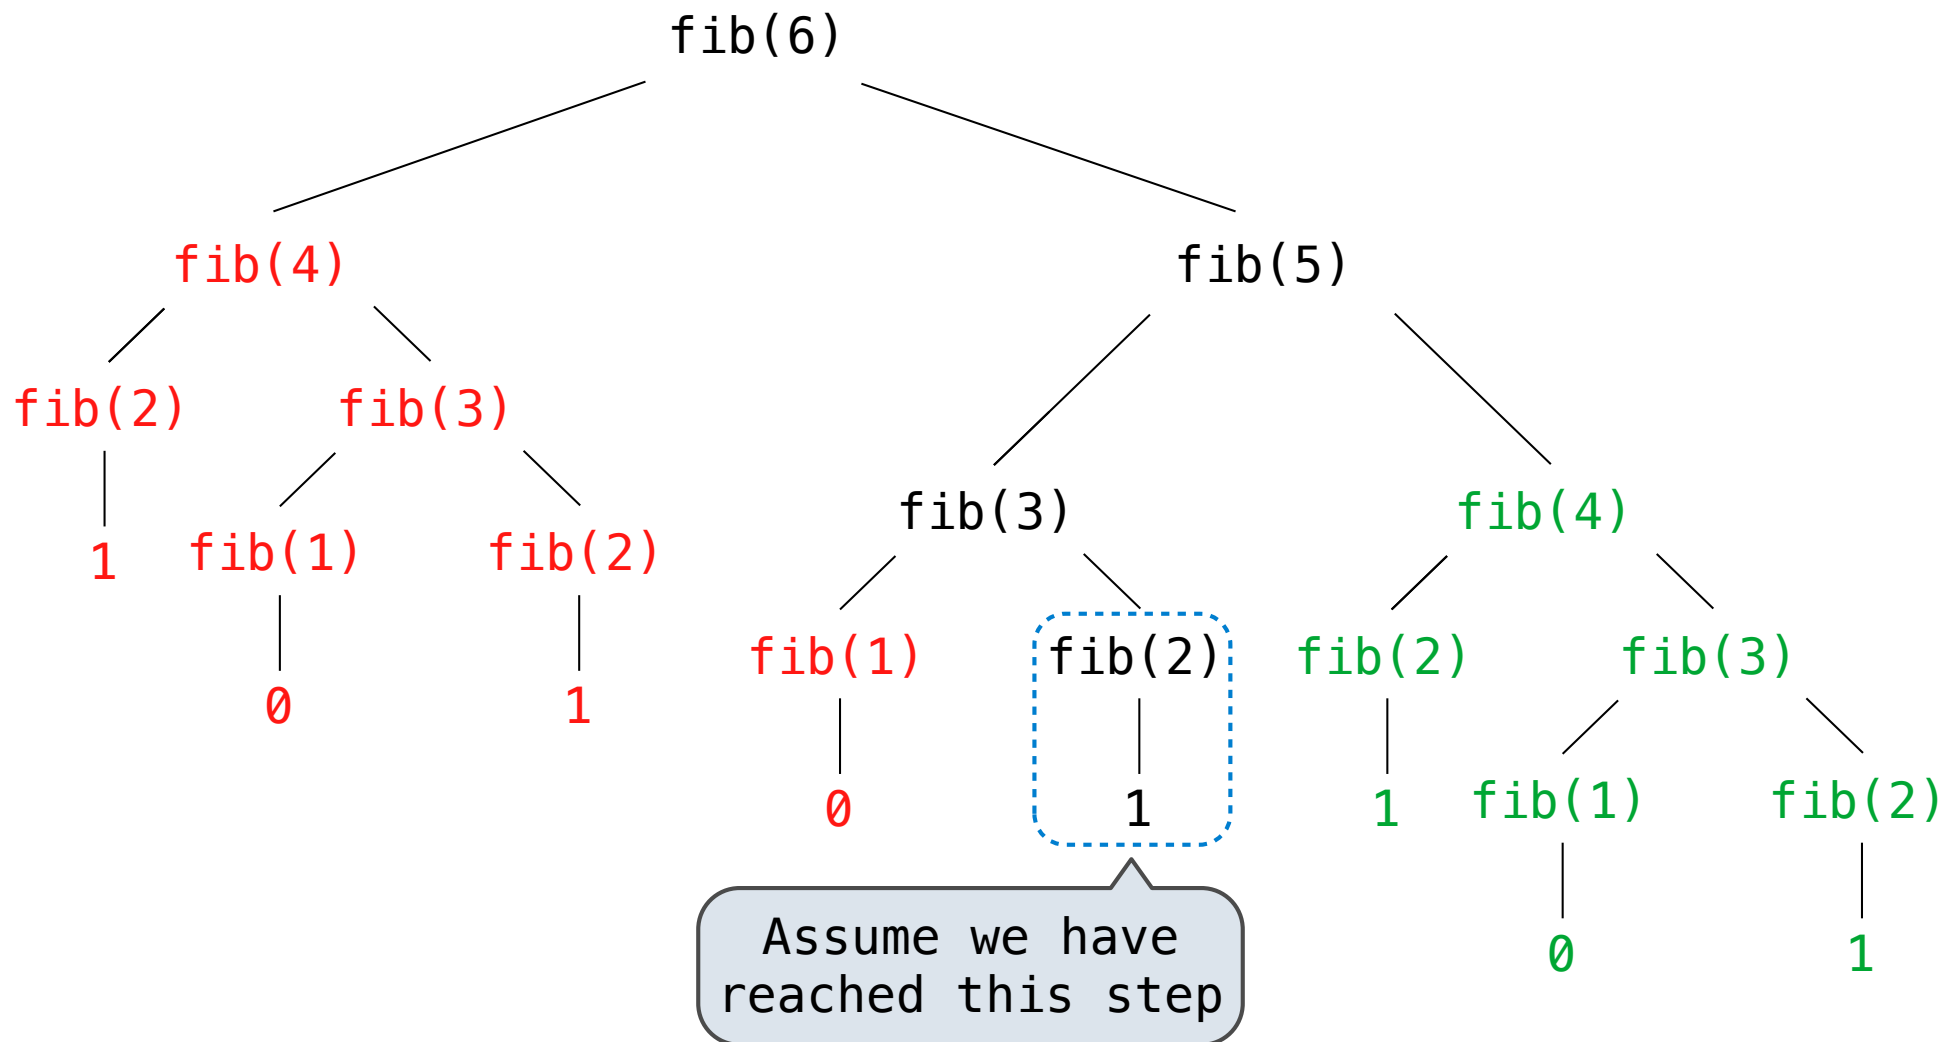 fib(6)
fib(4) fib(5)
fib(2) fib(3)
fib(3) fib(4)
1 fib(1) fib(2)
fib(1) fib(2) fib(2) fib(3)
0 1
0 1 1 fib(1) fib(2)
Assume we have
reached this step
0 1